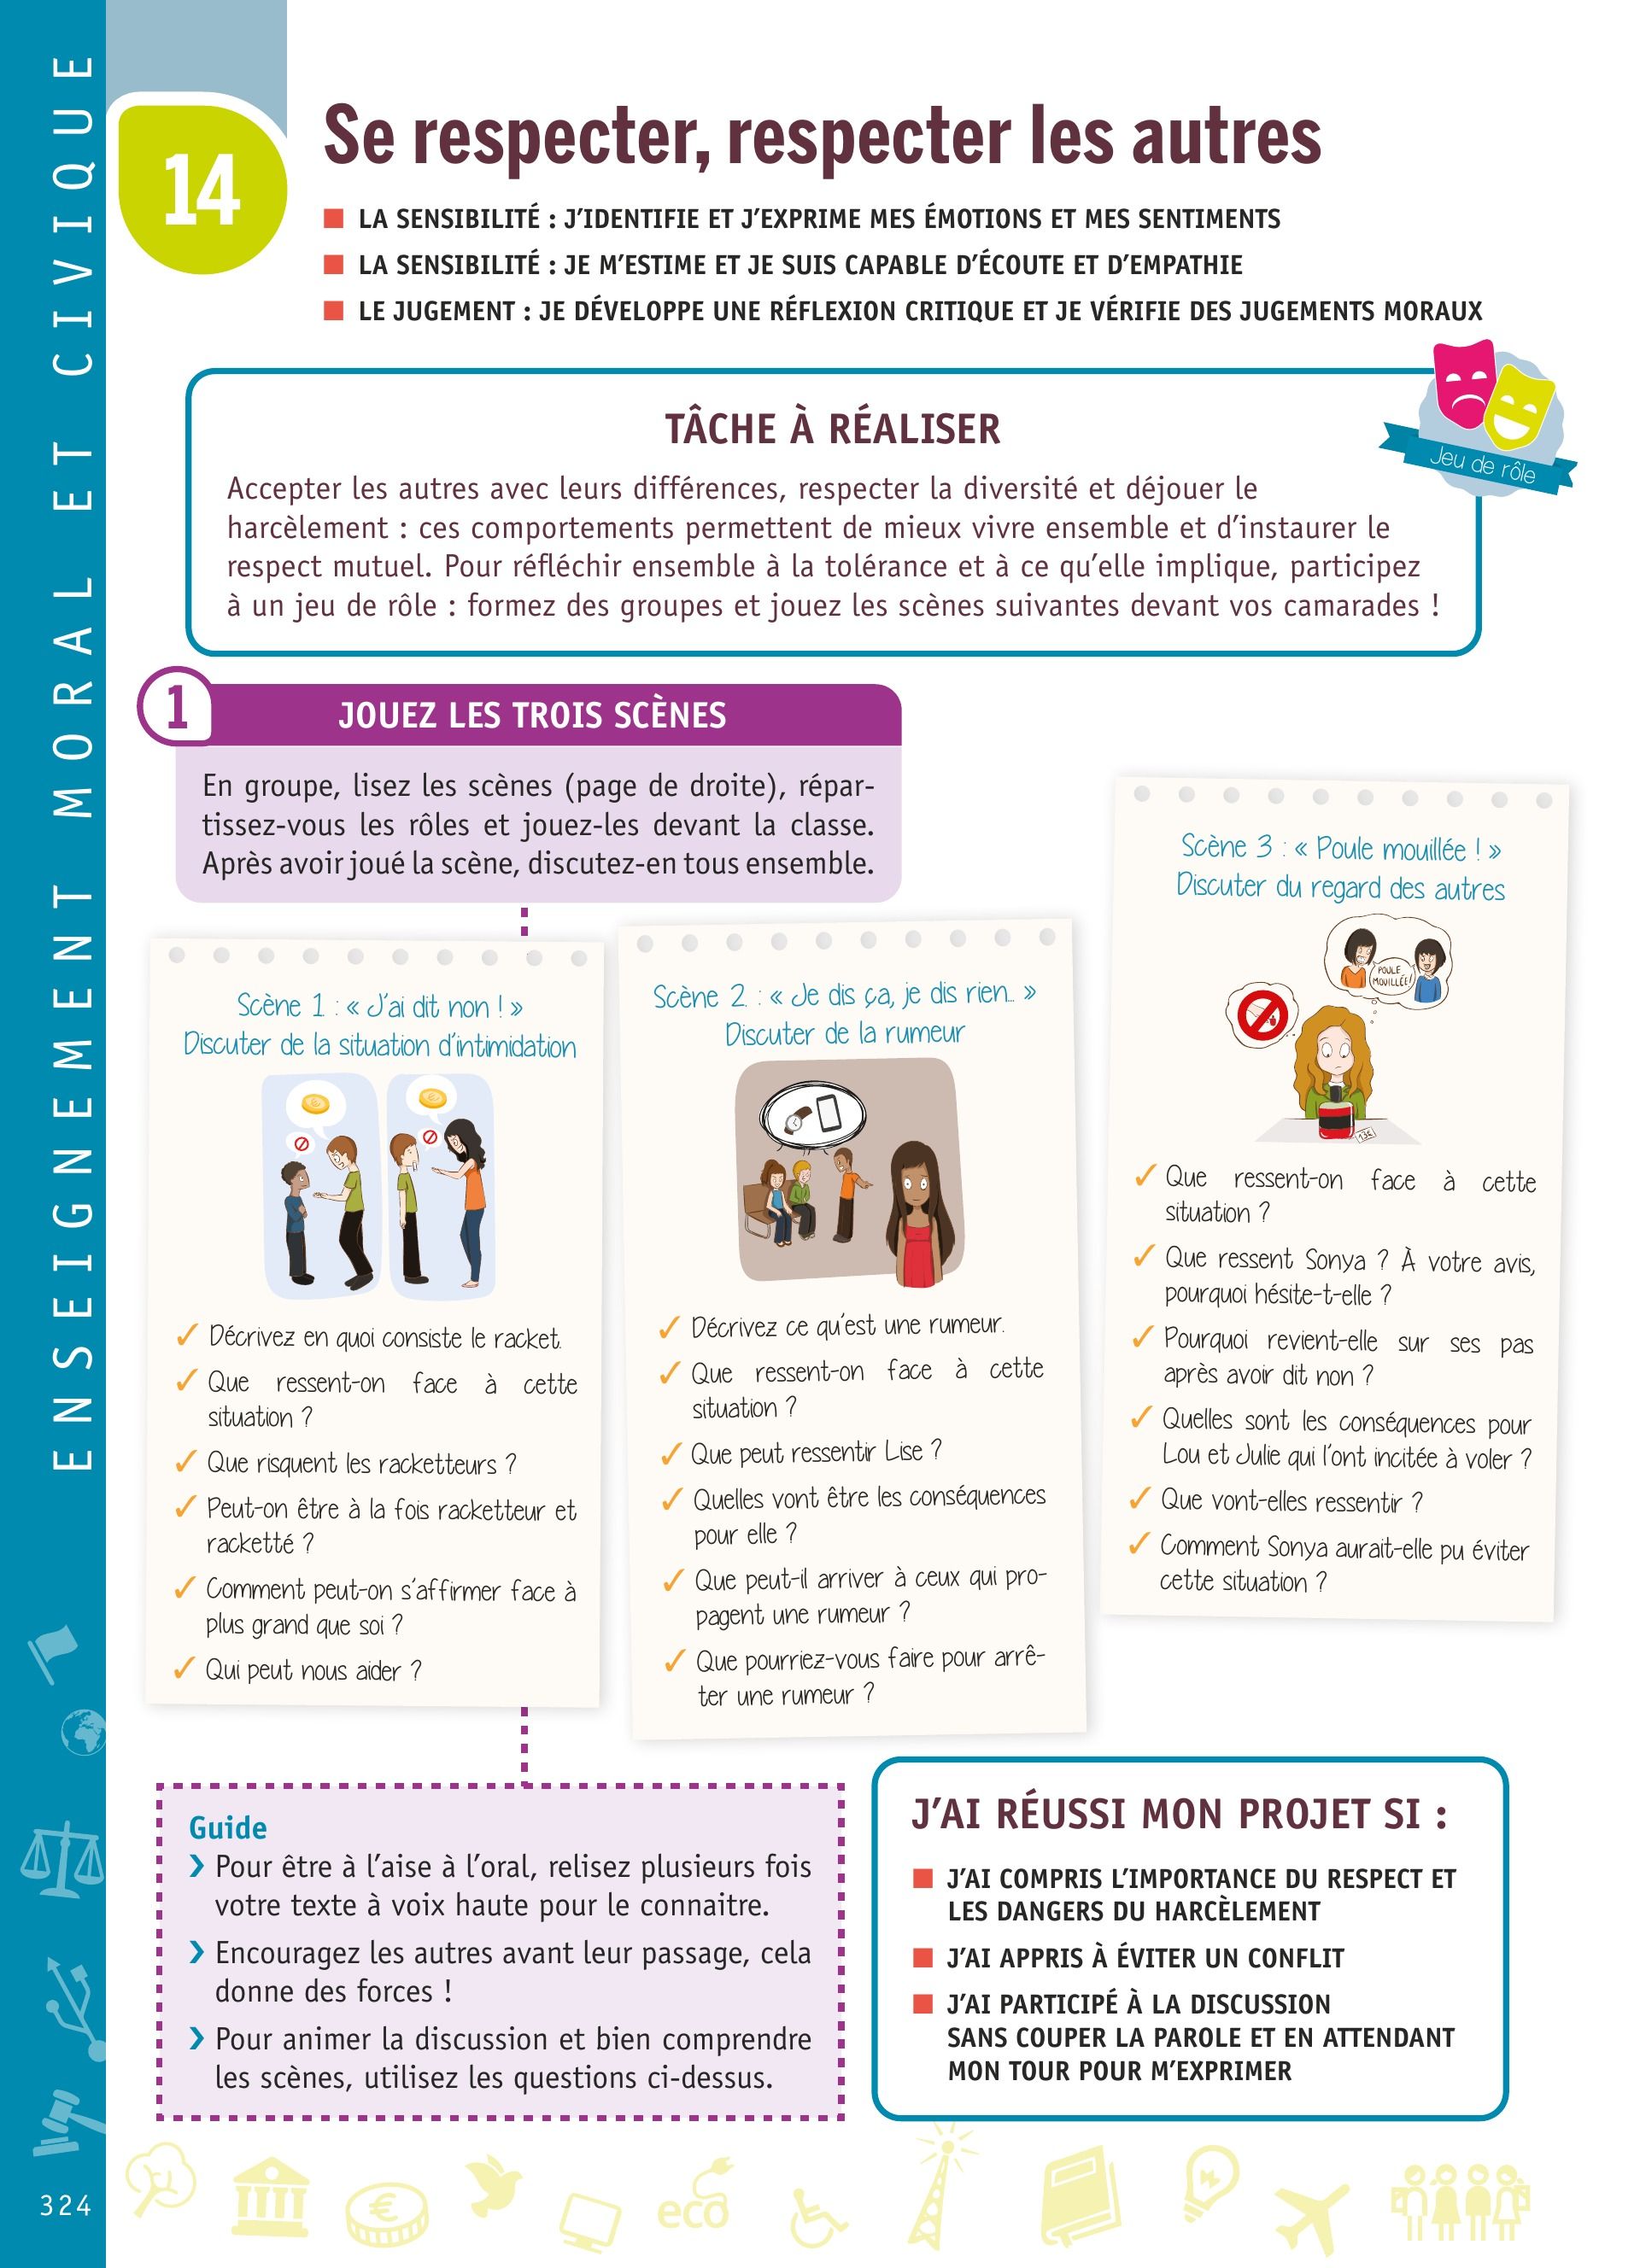 ENSEIGNEMENT MORAL ET CIVIQUE
14
Se respecter, respecter les autres
LA SENSIBILITÉ : J’IDENTIFIE ET J’EXPRIME MES ÉMOTIONS ET MES SENTIMENTS
LA SENSIBILITÉ : JE M’ESTIME ET JE SUIS CAPABLE D’ÉCOUTE ET D’EMPATHIE
LE JUGEMENT : JE DÉVELOPPE UNE RÉFLEXION CRITIQUE ET JE VÉRIFIE DES JUGEMENTS MORAUX
Jeu de rôle
TÂCHE À RÉALISER
Accepter les autres avec leurs différences, respecter la diversité et déjouer le
harcèlement : ces comportements permettent de mieux vivre ensemble et d’instaurer le
respect mutuel. Pour réfléchir ensemble à la tolérance et à ce qu’elle implique, participez
à un jeu de rôle : formez des groupes et jouez les scènes suivantes devant vos camarades !
1
JOUEZ LES TROIS SCÈNES
En groupe, lisez les scènes (page de droite), répar-
tissez-vous les rôles et jouez-les devant la classe.
Après avoir joué la scène, discutez-en tous ensemble.
Scène 1 : « J’ai dit non ! »
Discuter de la situation d’intimidation
✓ Décrivez en quoi consiste le racket.
✓ Que ressent-on face à cette
situation ?
✓ Que risquent les racketteurs ?
✓ Peut-on être à la fois racketteur et
racketté ?
✓ Comment peut-on s’affirmer face à
plus grand que soi ?
✓ Qui peut nous aider ?
Scène 2 : « Je dis ça, je dis rien... »
Discuter de la rumeur
✓ Décrivez ce qu’est une rumeur.
✓ Que ressent-on face à cette
situation ?
✓ Que peut ressentir Lise ?
✓ Quelles vont être les conséquences
pour elle ?
✓ Que peut-il arriver à ceux qui pro-
pagent une rumeur ?
✓ Que pourriez-vous faire pour arrê-
ter une rumeur ?
Scène 3 : « Poule mouillée ! »
Discuter du regard des autres
POULE
MOUILLÉE!
13€
✓ Que ressent-on face à cette
situation ?
✓ Que ressent Sonya ? À votre avis,
pourquoi hésite-t-elle ?
✓ Pourquoi revient-elle sur ses pas
après avoir dit non ?
✓ Quelles sont les conséquences pour
Lou et Julie qui l’ont incitée à voler ?
✓ Que vont-elles ressentir ?
✓ Comment Sonya aurait-elle pu éviter
cette situation ?
Guide
› Pour être à l’aise à l’oral, relisez plusieurs fois
votre texte à voix haute pour le connaitre.
› Encouragez les autres avant leur passage, cela
donne des forces !
› Pour animer la discussion et bien comprendre
les scènes, utilisez les questions ci-dessus.
J’AI RÉUSSI MON PROJET SI :
J’AI COMPRIS L’IMPORTANCE DU RESPECT ET
LES DANGERS DU HARCÈLEMENT
J’AI APPRIS À ÉVITER UN CONFLIT
J’AI PARTICIPÉ À LA DISCUSSION
SANS COUPER LA PAROLE ET EN ATTENDANT
MON TOUR POUR M’EXPRIMER
324
€
eco